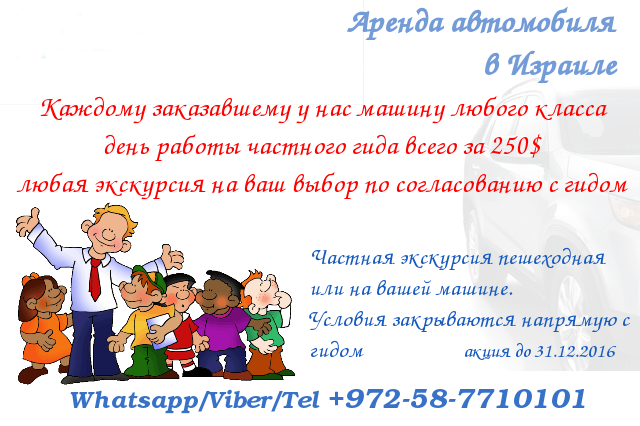 Аренда автомобиля
в Израиле
Каждому заказавшему у нас машину любого класса
день работы частного гида всего за 250$
любая экскурсия на ваш выбор по согласованию с гидом
Частная экскурсия пешеходная
или на вашей машине.
Условия закрываются напрямую с
гидом акция до 31.12.2016
Whatsapp/Viber/Tel +972-58-7710101